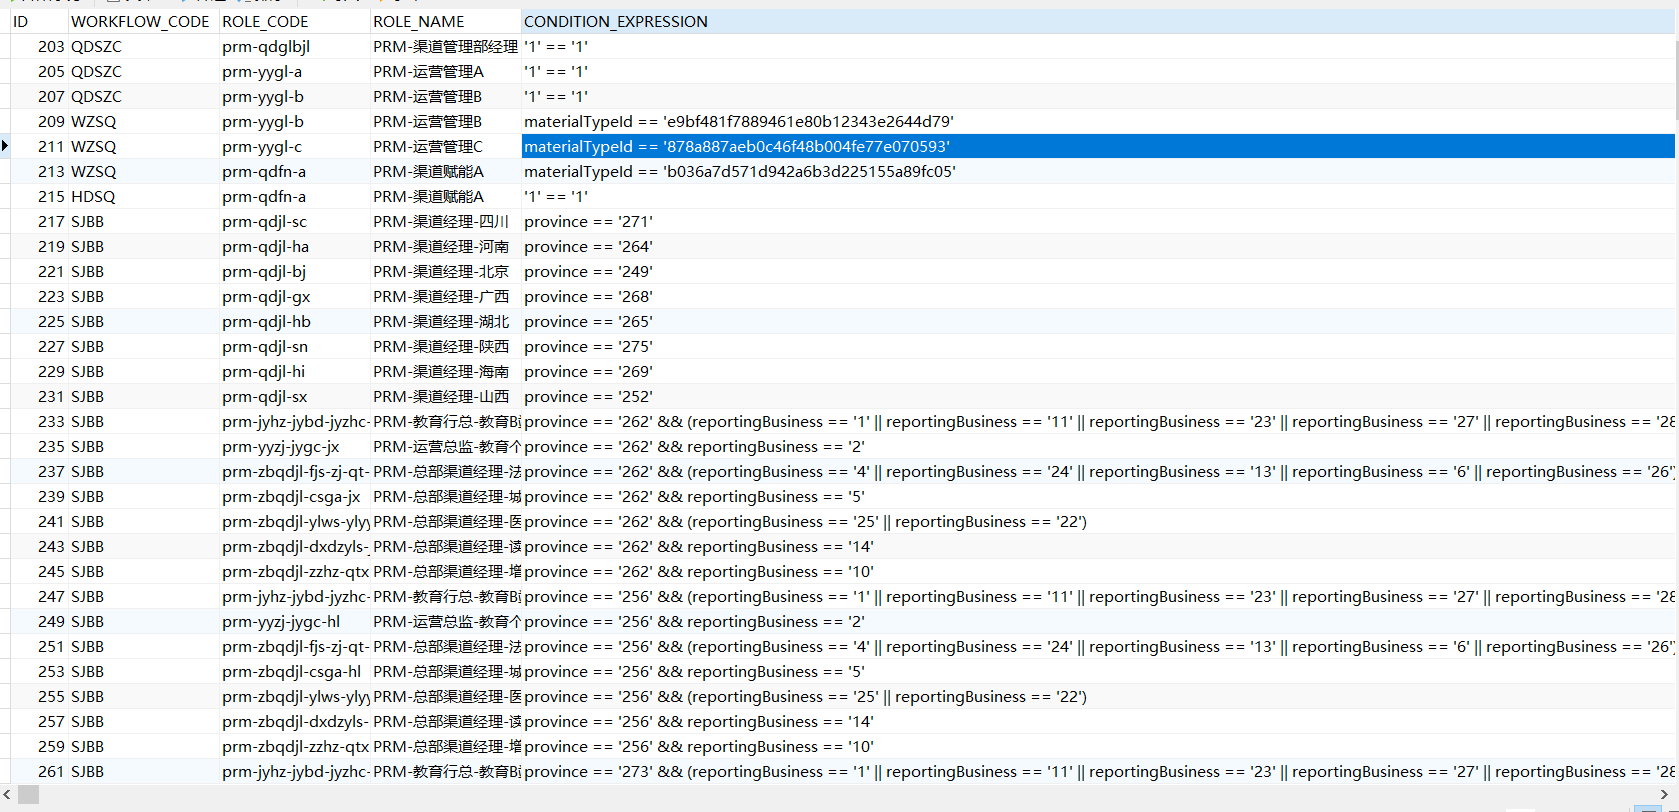 ID WORKFLOW_CODE ROLE_CODE ROLE_NAME CONDITION_EXPRESSION
203 QDSZC prm-qdglbjl PRM-渠道管理部经理 '1' == '1'
205 QDSZC prm-yygl-a PRM-运营管理A '1' == '1'
207 QDSZC prm-yygl-b PRM-运营管理B '1' == '1'
209 WZSQ prm-yygl-b PRM-运营管理B materialTypeId == 'e9bf481f7889461e80b12343e2644d79'
211 WZSQ prm-yygl-c PRM-运营管理C materialTypeId == '878a887aeb0c46f48b004fe77e070593'
213 WZSQ prm-qdfn-a PRM-渠道赋能A materialTypeId == 'b036a7d571d942a6b3d225155a89fc05'
215 HDSQ prm-qdfn-a PRM-渠道赋能A '1' == '1'
217 SJBB prm-qdjl-sc PRM-渠道经理-四川 province == '271'
219 SJBB prm-qdjl-ha PRM-渠道经理-河南 province == '264'
221 SJBB prm-qdjl-bj PRM-渠道经理-北京 province == '249'
223 SJBB prm-qdjl-gx PRM-渠道经理-广西 province == '268'
225 SJBB prm-qdjl-hb PRM-渠道经理-湖北 province == '265'
227 SJBB prm-qdjl-sn PRM-渠道经理-陕西 province == '275'
229 SJBB prm-qdjl-hi PRM-渠道经理-海南 province == '269'
231 SJBB prm-qdjl-sx PRM-渠道经理-山西 province == '252'
233 SJBB prm-jyhz-jybd-jyzhc- PRM-教育行总-教育B province == '262' && (reportingBusiness == '1' || reportingBusiness == '11' || reportingBusiness == '23' || reportingBusiness == '27' || reportingBusiness == '28
235 SJBB prm-yyzj-jygc-jx PRM-运营总监-教育个 province == '262' && reportingBusiness == '2'
237 SJBB prm-zbqdjl-fjs-zj-qt- PRM-总部渠道经理-法 province == '262' && (reportingBusiness == '4' || reportingBusiness == '24' || reportingBusiness == '13' || reportingBusiness == '6' || reportingBusiness == '26')
239 SJBB prm-zbqdjl-csga-jx PRM-总部渠道经理-城 province == '262' && reportingBusiness == '5'
241 SJBB prm-zbqdjl-ylws-ylyy PRM-总部渠道经理-医 province == '262' && (reportingBusiness == '25' || reportingBusiness == '22')
243 SJBB prm-zbqdjl-dxdzyls- PRM-总部渠道经理-读 province == '262' && reportingBusiness == '14'
245 SJBB prm-zbqdjl-zzhz-qtx PRM-总部渠道经理-增 province == '262' && reportingBusiness == '10'
247 SJBB prm-jyhz-jybd-jyzhc- PRM-教育行总-教育B province == '256' && (reportingBusiness == '1' || reportingBusiness == '11' || reportingBusiness == '23' || reportingBusiness == '27' || reportingBusiness == '28
249 SJBB prm-yyzj-jygc-hl PRM-运营总监-教育个 province == '256' && reportingBusiness == '2'
251 SJBB prm-zbqdjl-fjs-zj-qt- PRM-总部渠道经理-法 province == '256' && (reportingBusiness == '4' || reportingBusiness == '24' || reportingBusiness == '13' || reportingBusiness == '6' || reportingBusiness == '26')
253 SJBB prm-zbqdjl-csga-hl PRM-总部渠道经理-城 province == '256' && reportingBusiness == '5'
255 SJBB prm-zbqdjl-ylws-ylyy PRM-总部渠道经理-医 province == '256' && (reportingBusiness == '25' || reportingBusiness == '22')
257 SJBB prm-zbqdjl-dxdzyls- PRM-总部渠道经理-读 province == '256' && reportingBusiness == '14'
259 SJBB prm-zbqdjl-zzhz-qtx PRM-总部渠道经理-增 province == '256' && reportingBusiness == '10'
261 SJBB prm-jyhz-jybd-jyzhc- PRM-教育行总-教育B province == '273' && (reportingBusiness == '1' || reportingBusiness == '11' || reportingBusiness == '23' || reportingBusiness == '27' || reportingBusiness == '28